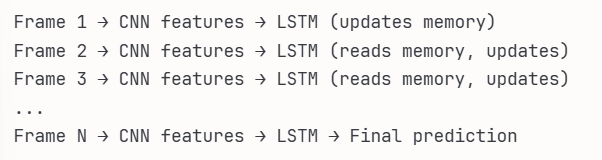 Frame 1 → CNN features → LSTM (updates memory)
Frame 2 → CNN features → LSTM (reads memory, updates)
Frame 3 → CNN features → LSTM (reads memory, updates)
...
Frame N → CNN features → LSTM → Final prediction